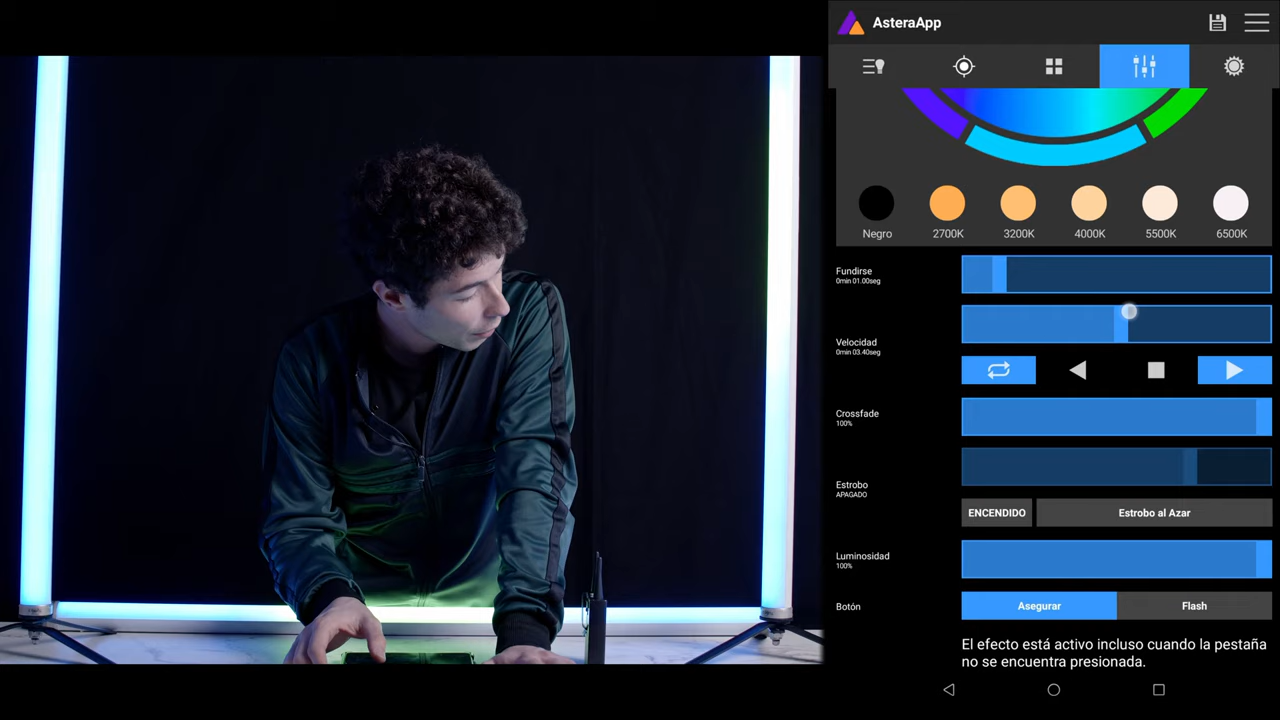 AsteraApp
Negro
2700K
3200K
4000K
5500K
6500K
Fundirse
0min 01.00seg
Velocidad
0min 03.40seg
Crossfade
100%
Estrobo
APAGADO
ENCENDIDO
Estrobo al Azar
Luminosidad
100%
Botón
Asegurar
Flash
El efecto está activo incluso cuando la pestaña
no se encuentra presionada.